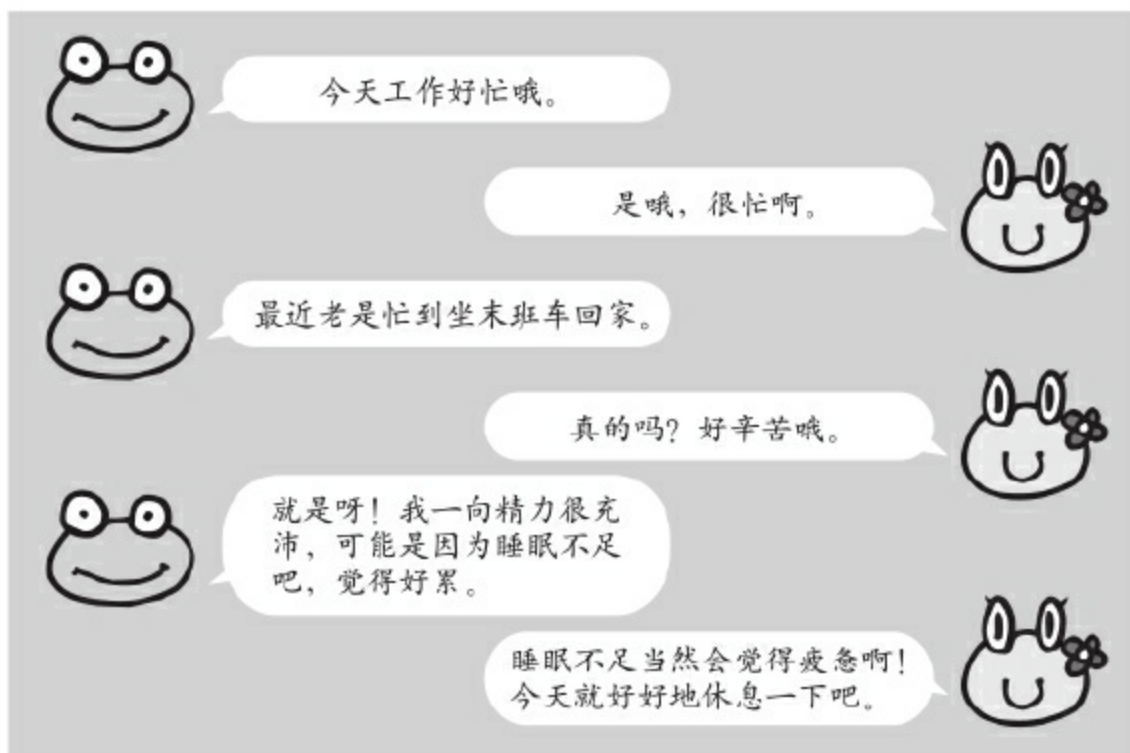 今天工作好忙哦。
是哦，很忙啊。
最近老是忙到坐末班车回家。
真的吗？好辛苦哦。
就是呀！我一向精力很充
沛，可能是因为睡眠不足
吧，觉得好累。
睡眠不足当然会觉得疲惫啊！
今天就好好地休息一下吧。